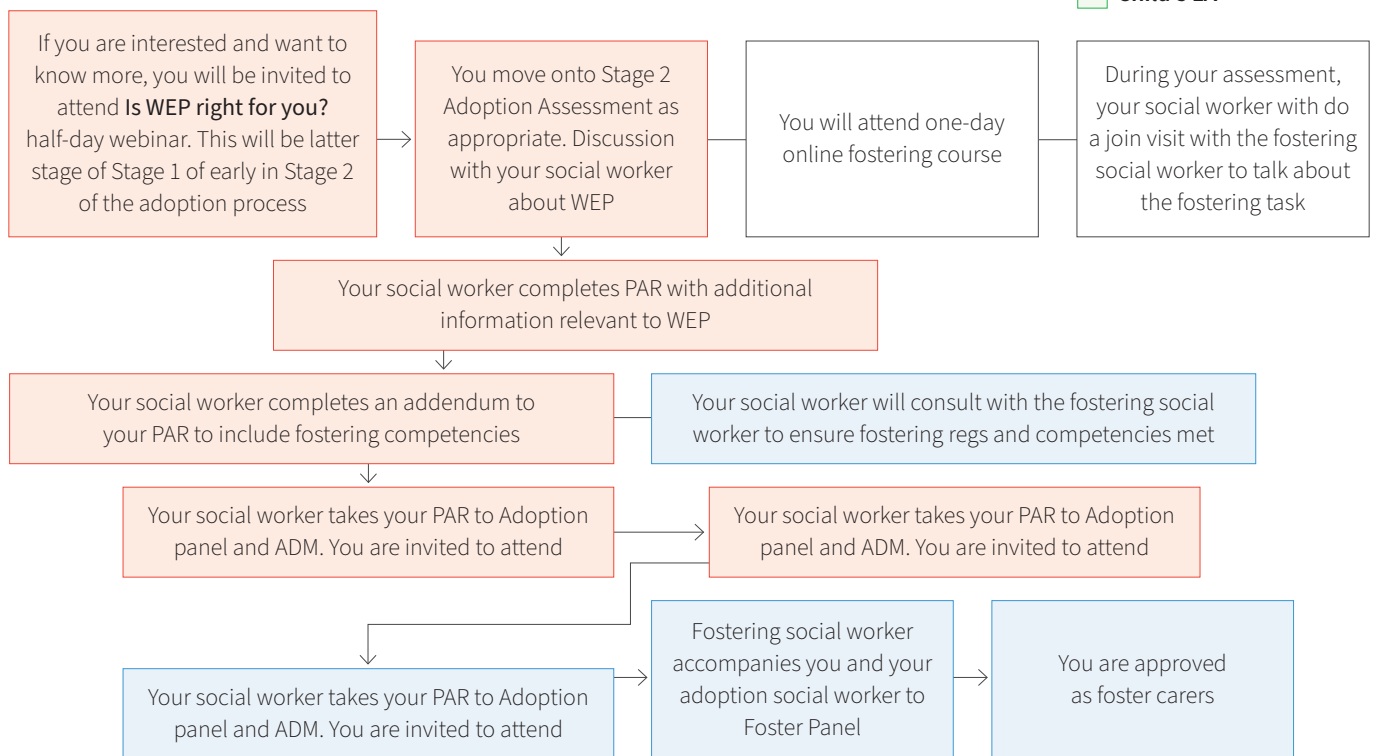 If you are interested and want to
know more, you will be invited to
attend Is WEP right for you?
half-day webinar. This will be latter
stage of Stage 1 of early in Stage 2
of the adoption process
You move onto Stage 2
Adoption Assessment as
appropriate. Discussion
with your social worker
about WEP
You will attend one-day
online fostering course
During your assessment,
your social worker with do
a join visit with the fostering
social worker to talk about
the fostering task
Your social worker completes PAR with additional
information relevant to WEP
Your social worker completes an addendum to
your PAR to include fostering competencies
Your social worker will consult with the fostering social
worker to ensure fostering regs and competencies met
Your social worker takes your PAR to Adoption
panel and ADM. You are invited to attend
Your social worker takes your PAR to Adoption
panel and ADM. You are invited to attend
Your social worker takes your PAR to Adoption
panel and ADM. You are invited to attend
Fostering social worker
accompanies you and your
adoption social worker to
Foster Panel
You are approved
as foster carers